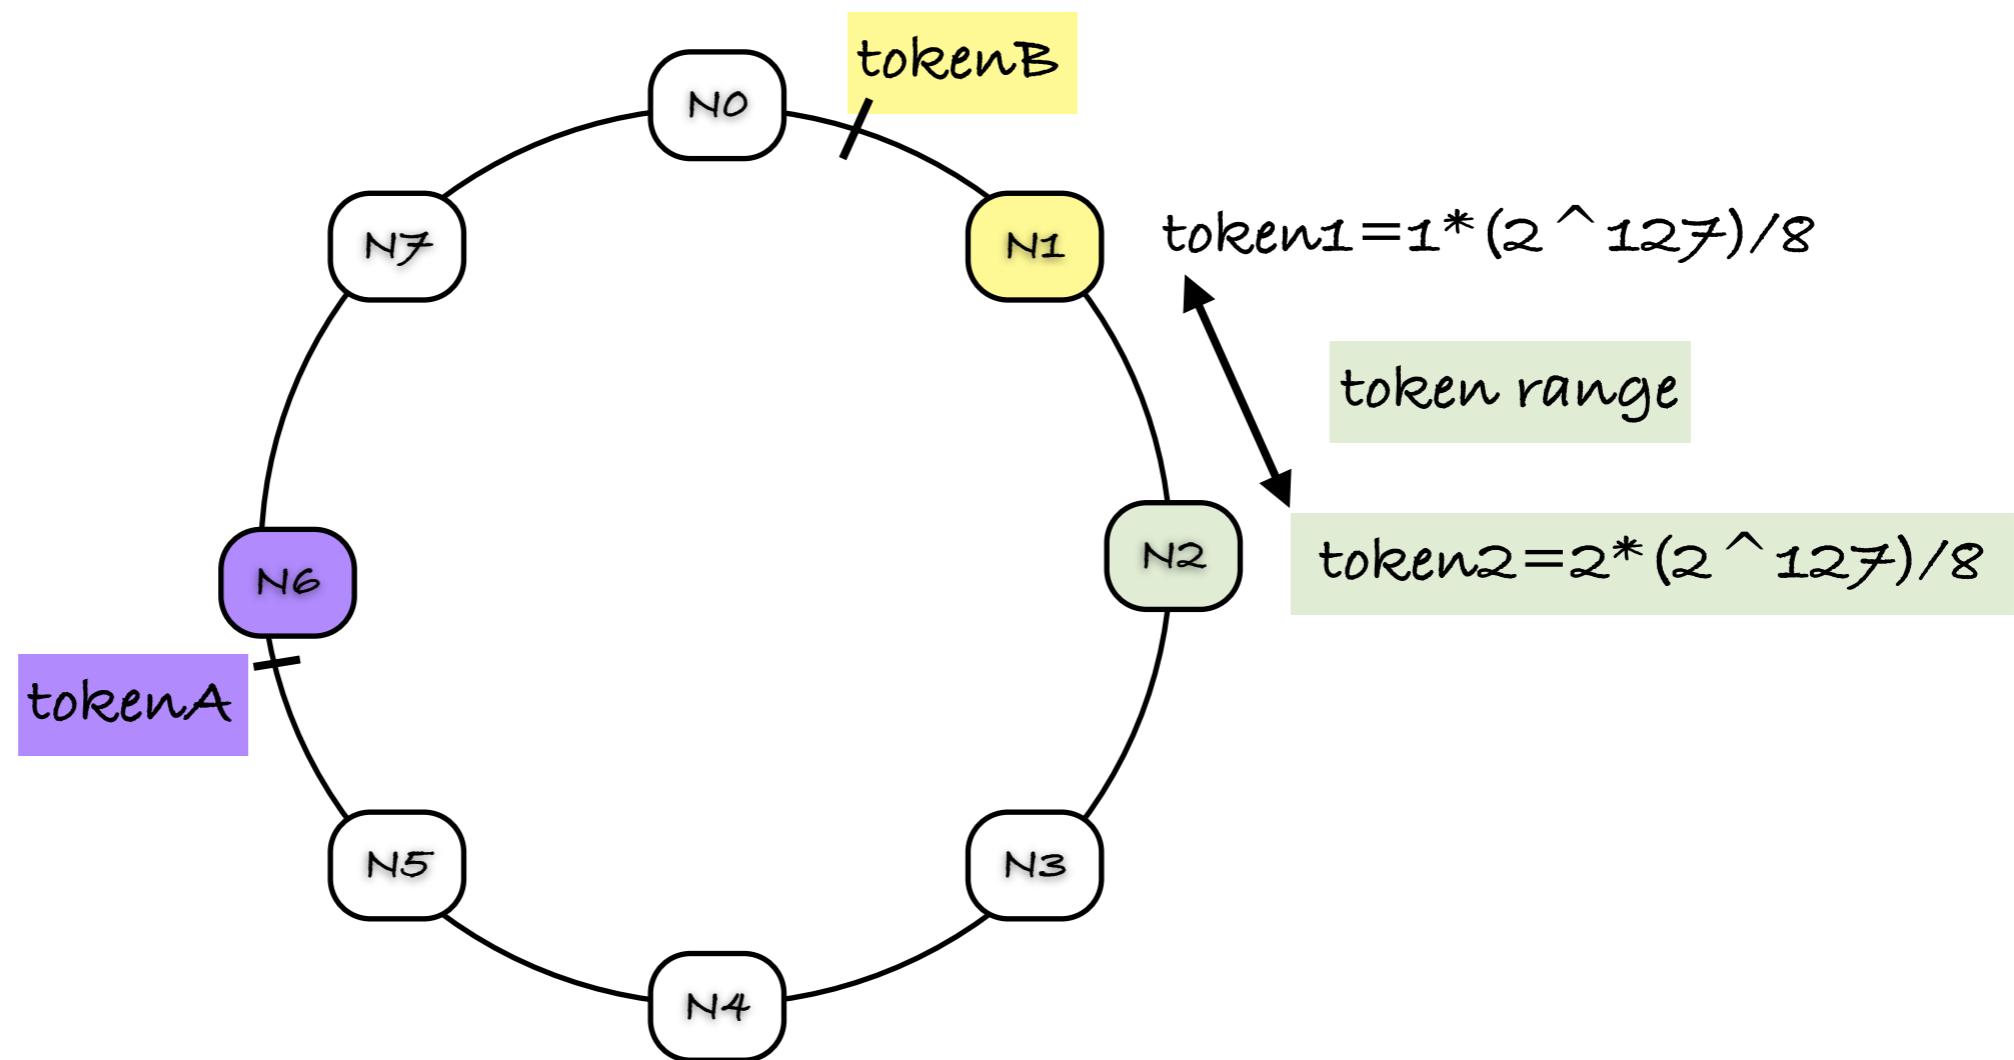 tokenB
N0
N7
N1
token1=1*(2^127)/8
token range
N6
N2
token2=2*(2^127)/8
tokenA
N5
N3
N4